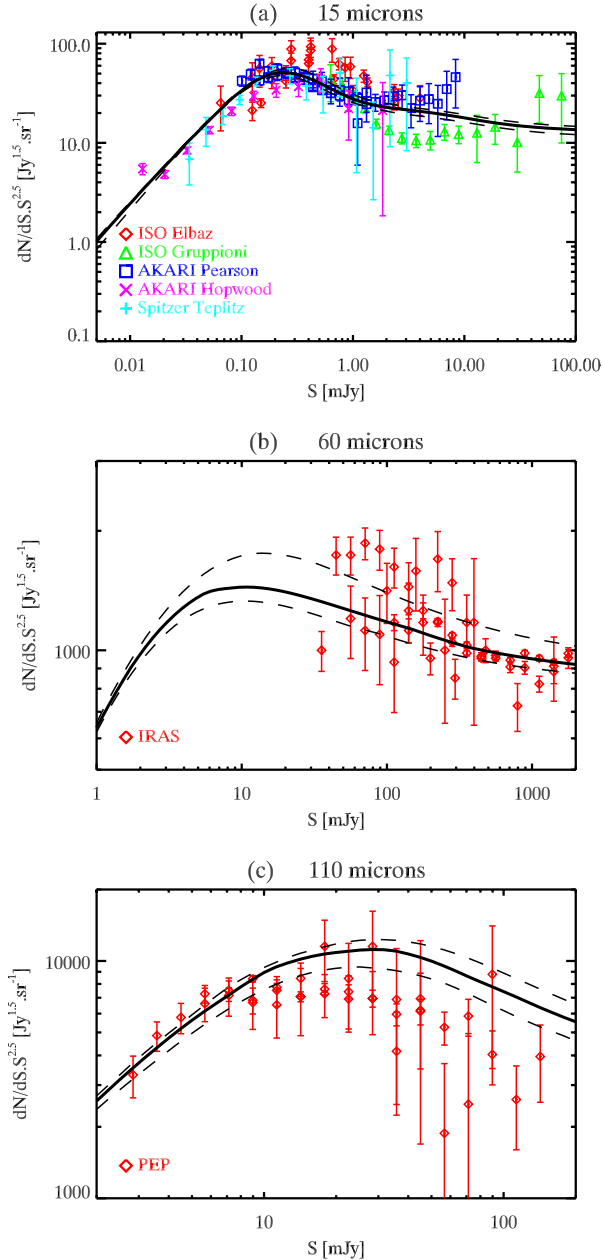 (a) 15 microns
100.0
10.0
1.0
0.1
dN/dS.S^2.5 [Jy^1.5.sr^-1]
ISO Elbaz
ISO Gruppioni
AKARI Pearson
AKARI Hopwood
Spitzer Teplitz
0.01 0.10 1.00 10.00 100.00
S [mJy]
(b) 60 microns
1000
dN/dS.S^2.5 [Jy^1.5.sr^-1]
IRAS
1 10 100 1000
S [mJy]
(c) 110 microns
10000
1000
dN/dS.S^2.5 [Jy^1.5.sr^-1]
PEP
10 100
S [mJy]